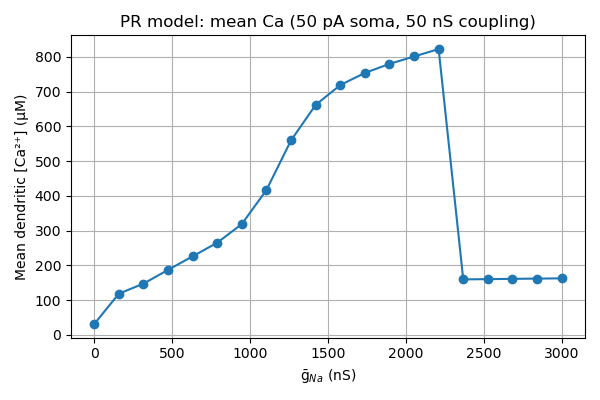 PR model: mean Ca (50 pA soma, 50 nS coupling)
Mean dendritic [Ca²⁺] (μM)
800
700
600
500
400
300
200
100
0
0 500 1000 1500 2000 2500 3000
ḡNa (nS)